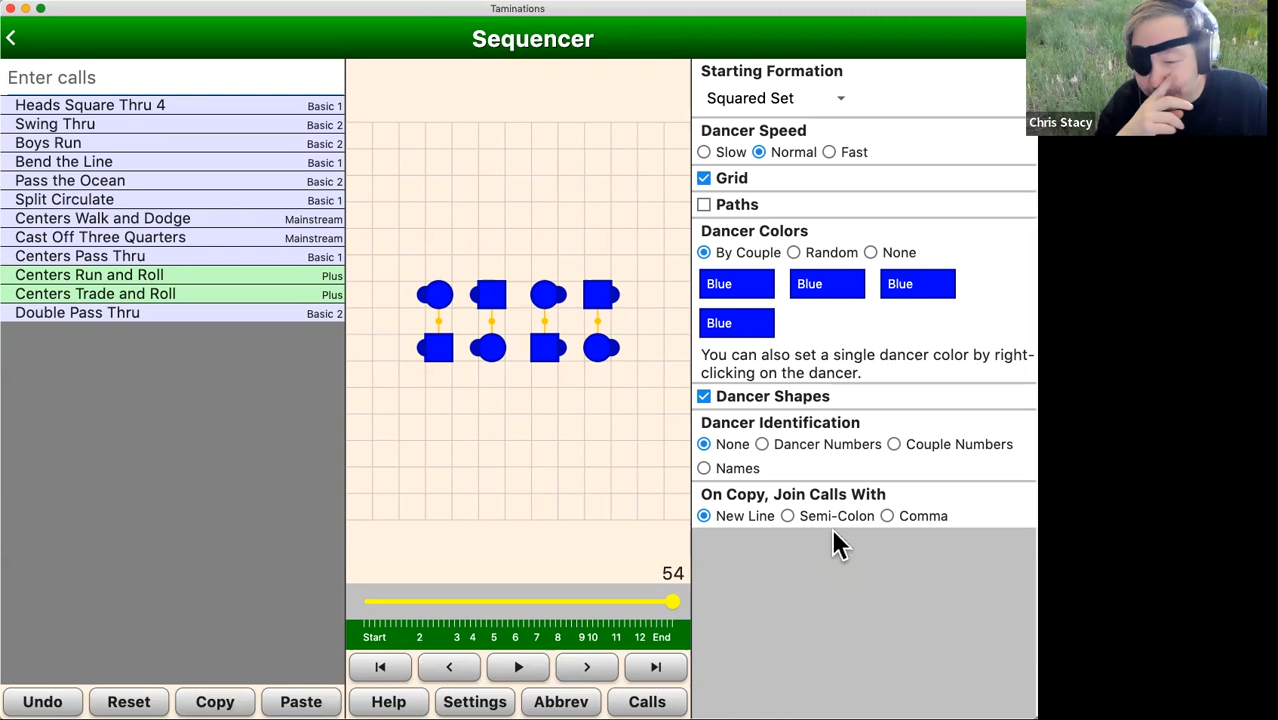 Taminations
Sequencer
Enter calls
Heads Square Thru 4 Basic 1
Swing Thru Basic 2
Boys Run Basic 2
Bend the Line Basic 1
Pass the Ocean Basic 2
Split Circulate Basic 1
Centers Walk and Dodge Mainstream
Cast Off Three Quarters Mainstream
Centers Pass Thru Basic 1
Centers Run and Roll Plus
Centers Trade and Roll Plus
Double Pass Thru Basic 2
Undo Reset Copy Paste
54
Start 2 3 4 5 6 7 8 9 10 11 12 End
Help Settings Abbrev Calls
Starting Formation
Squared Set
Dancer Speed
Slow Normal Fast
Grid
Paths
Dancer Colors
By Couple Random None
Blue Blue Blue
Blue
You can also set a single dancer color by right-
clicking on the dancer.
Dancer Shapes
Dancer Identification
None Dancer Numbers Couple Numbers
Names
On Copy, Join Calls With
New Line Semi-Colon Comma
Chris Stacy